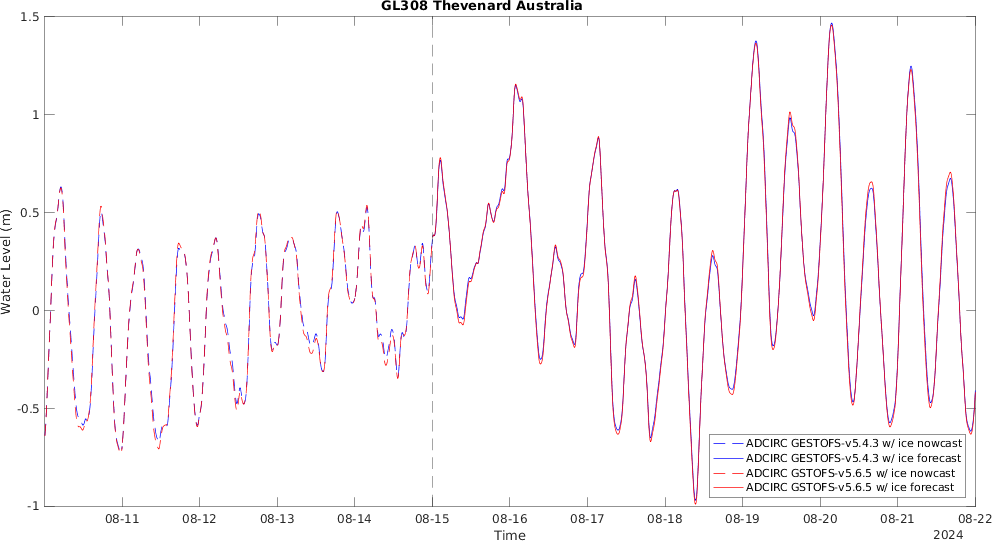 GL308 Thevenard Australia
1.5
1
0.5
0
-0.5
-1
Water Level (m)
08-11 08-12 08-13 08-14 08-15 08-16 08-17 08-18 08-19 08-20 08-21 08-22
Time
2024
ADCIRC GESTOFS-v5.4.3 w/ ice nowcast
ADCIRC GESTOFS-v5.4.3 w/ ice forecast
ADCIRC GSTOFS-v5.6.5 w/ ice nowcast
ADCIRC GSTOFS-v5.6.5 w/ ice forecast